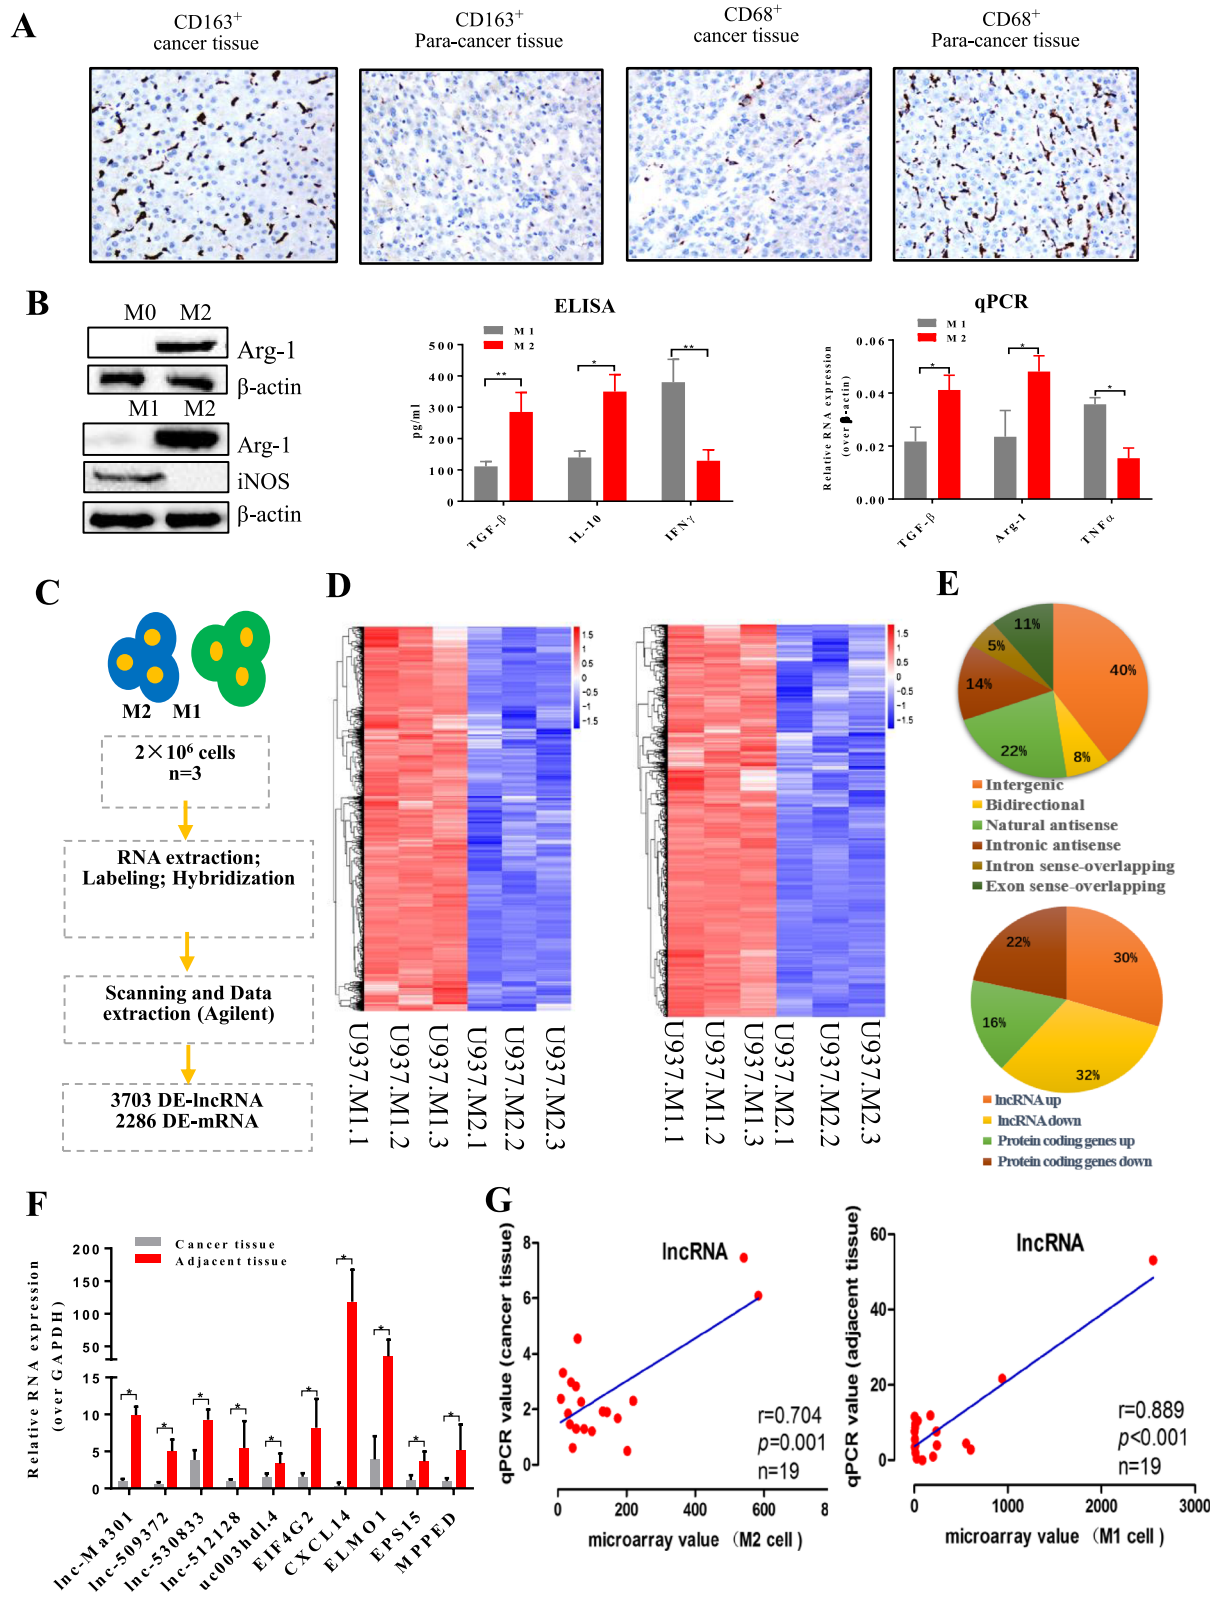 A
CD163+
cancer tissue
CD163+
Para-cancer tissue
CD68+
cancer tissue
CD68+
Para-cancer tissue
B
M0 M2
Arg-1
β-actin
M1 M2
Arg-1
iNOS
β-actin
ELISA
M 1
M 2
pg/ml
500
400
300
200
100
0
**
*
**
TGF-β
IL-10
IFNγ
qPCR
M 1
M 2
Relative RNA expression
(over β-actin)
0.06
0.04
0.02
0.00
*
*
*
TGF-β
Arg-1
TNFα
C
M2 M1
2×10⁶ cells
n=3
RNA extraction;
Labeling; Hybridization
Scanning and Data
extraction (Agilent)
3703 DE-lncRNA
2286 DE-mRNA
D
1.5
1
0.5
0
−0.5
−1
−1.5
U937.M1.1
U937.M1.2
U937.M1.3
U937.M2.1
U937.M2.2
U937.M2.3
1.5
1
0.5
0
−0.5
−1
−1.5
U937.M1.1
U937.M1.2
U937.M1.3
U937.M2.1
U937.M2.2
U937.M2.3
E
11%
5%
14%
40%
22%
8%
Intergenic
Bidirectional
Natural antisense
Intronic antisense
Intron sense-overlapping
Exon sense-overlapping
22%
30%
16%
32%
lncRNA up
lncRNA down
Protein coding genes up
Protein coding genes down
F
Cancer tissue
Adjacent tissue
Relative RNA expression
(over GAPDH)
200
150
100
50
15
10
5
0
*
*
*
*
*
*
*
*
*
*
lnc-Ma301
lnc-509372
lnc-530833
lnc-512128
uc003hdl.4
EIF4G2
CXCL14
ELMO1
EPS15
MPPED
G
lncRNA
qPCR value (cancer tissue)
8
6
4
2
0
r=0.704
p=0.001
n=19
0 200 400 600 8
microarray value （M2 cell )
lncRNA
qPCR value (adjacent tissue)
60
40
20
0
r=0.889
p<0.001
n=19
0 1000 2000 3000
microarray value （M1 cell )